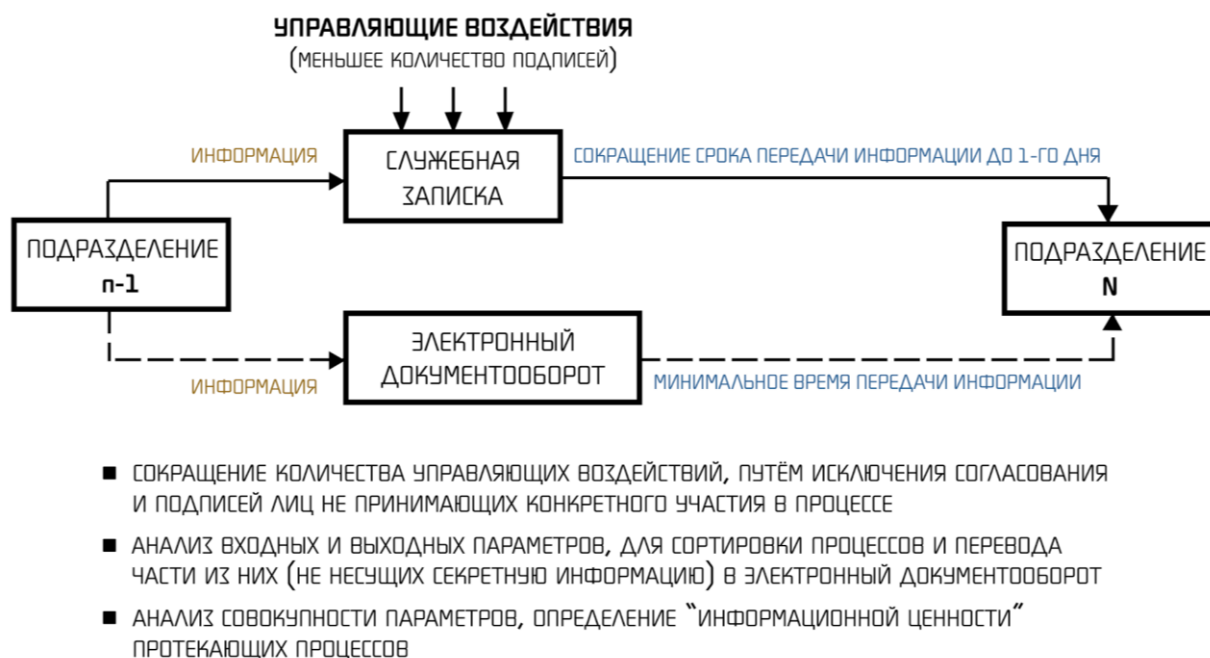 УПРАВЛЯЮЩИЕ ВОЗДЕЙСТВИЯ
(МЕНЬШЕЕ КОЛИЧЕСТВО ПОДПИСЕЙ)
ИНФОРМАЦИЯ
СЛУЖЕБНАЯ
ЗАПИСКА
СОКРАЩЕНИЕ СРОКА ПЕРЕДАЧИ ИНФОРМАЦИИ ДО 1-ГО ДНЯ
ПОДРАЗДЕЛЕНИЕ
n-1
ПОДРАЗДЕЛЕНИЕ
N
ЭЛЕКТРОННЫЙ
ДОКУМЕНТООБОРОТ
ИНФОРМАЦИЯ
МИНИМАЛЬНОЕ ВРЕМЯ ПЕРЕДАЧИ ИНФОРМАЦИИ
■ СОКРАЩЕНИЕ КОЛИЧЕСТВА УПРАВЛЯЮЩИХ ВОЗДЕЙСТВИЙ, ПУТЁМ ИСКЛЮЧЕНИЯ СОГЛАСОВАНИЯ
И ПОДПИСЕЙ ЛИЦ НЕ ПРИНИМАЮЩИХ КОНКРЕТНОГО УЧАСТИЯ В ПРОЦЕССЕ
■ АНАЛИЗ ВХОДНЫХ И ВЫХОДНЫХ ПАРАМЕТРОВ, ДЛЯ СОРТИРОВКИ ПРОЦЕССОВ И ПЕРЕВОДА
ЧАСТИ ИЗ НИХ (НЕ НЕСУЩИХ СЕКРЕТНУЮ ИНФОРМАЦИЮ) В ЭЛЕКТРОННЫЙ ДОКУМЕНТООБОРОТ
■ АНАЛИЗ СОВОКУПНОСТИ ПАРАМЕТРОВ, ОПРЕДЕЛЕНИЕ “ИНФОРМАЦИОННОЙ ЦЕННОСТИ”
ПРОТЕКАЮЩИХ ПРОЦЕССОВ